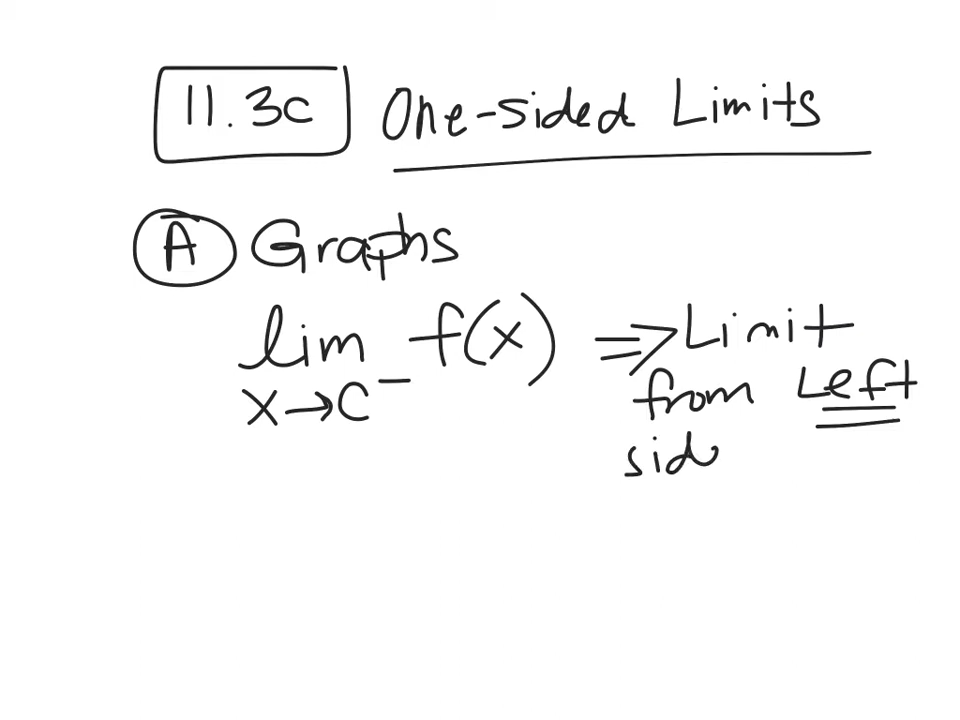 11.3c One-sided Limits
A Graphs
lim f(x) ⇒ Limit
x→c⁻ from Left
sid